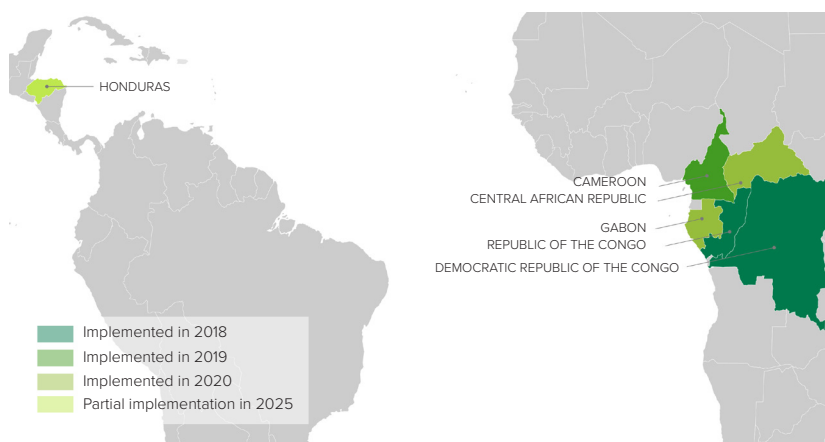 HONDURAS
CAMEROON
CENTRAL AFRICAN REPUBLIC
GABON
REPUBLIC OF THE CONGO
DEMOCRATIC REPUBLIC OF THE CONGO
Implemented in 2018
Implemented in 2019
Implemented in 2020
Partial implementation in 2025